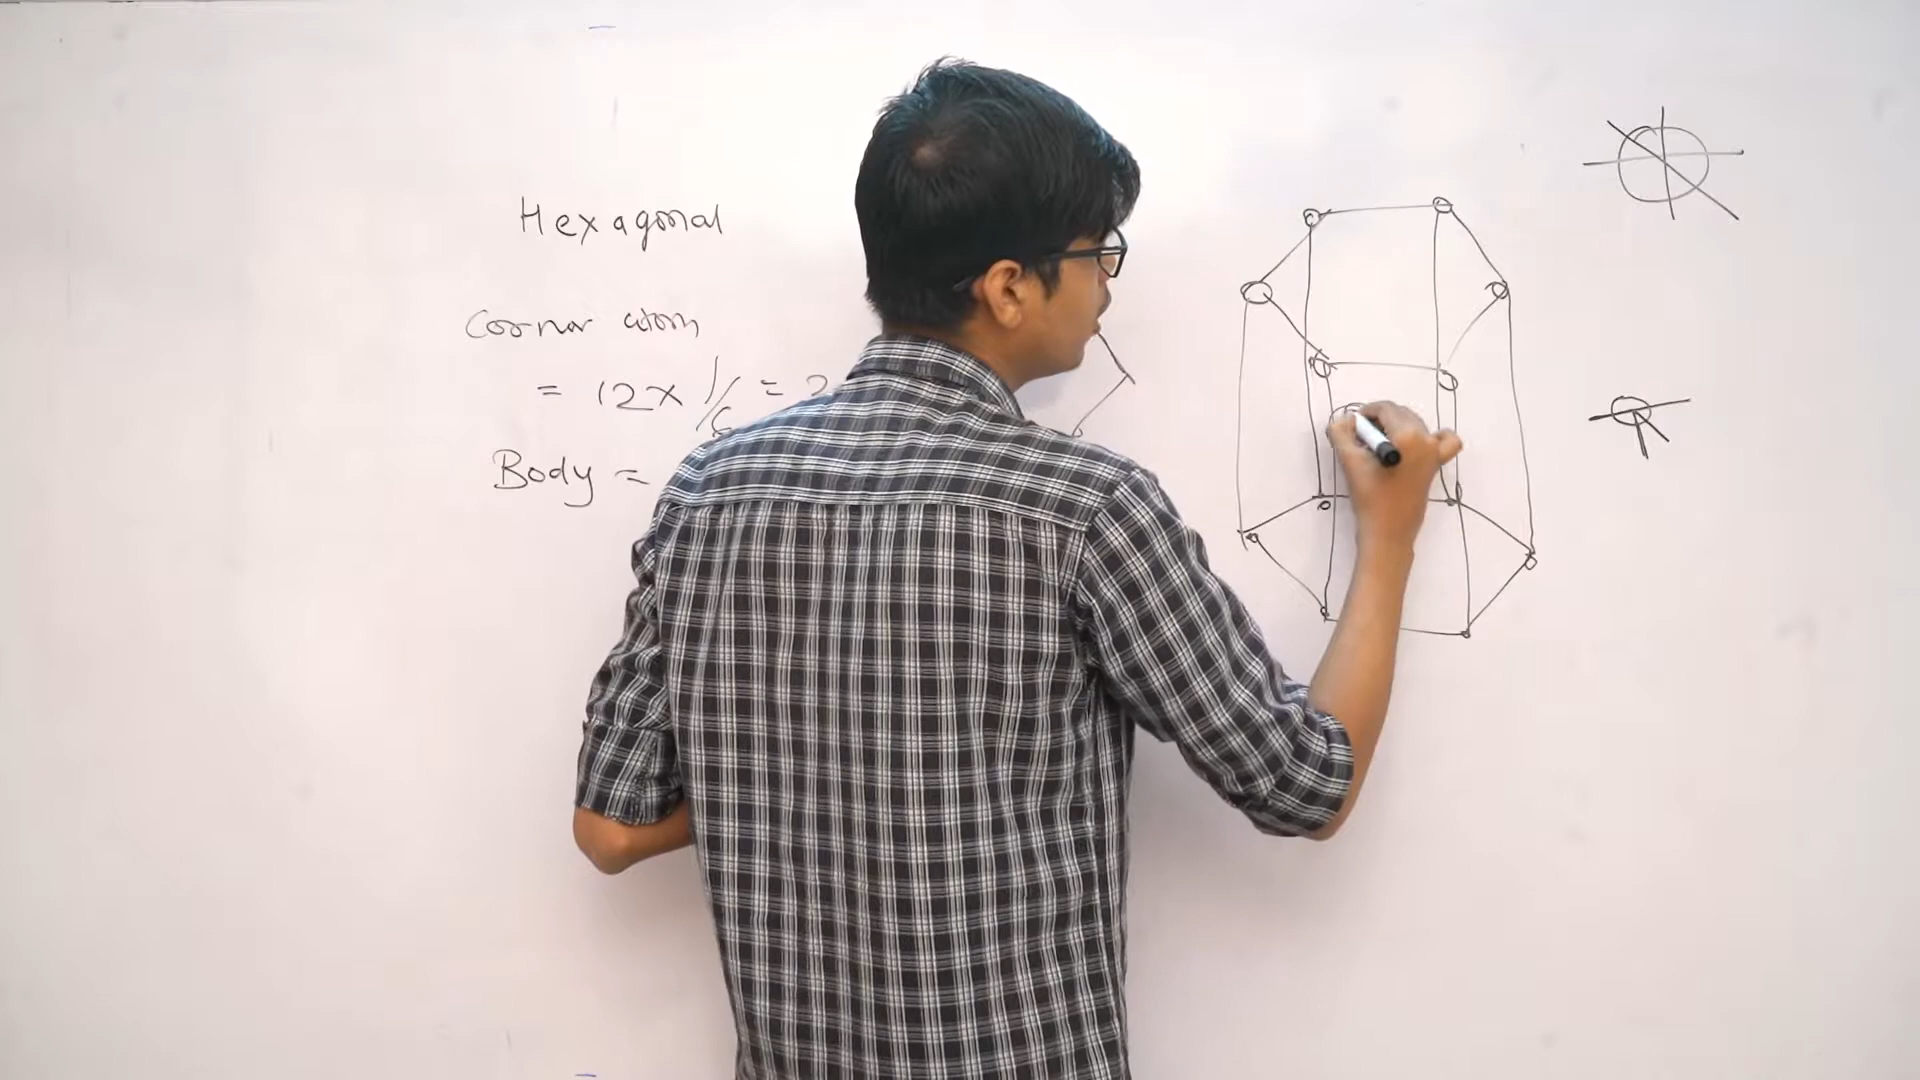 Hexagonal
Corner atom
= 12 x 1/6 = 2
Body =